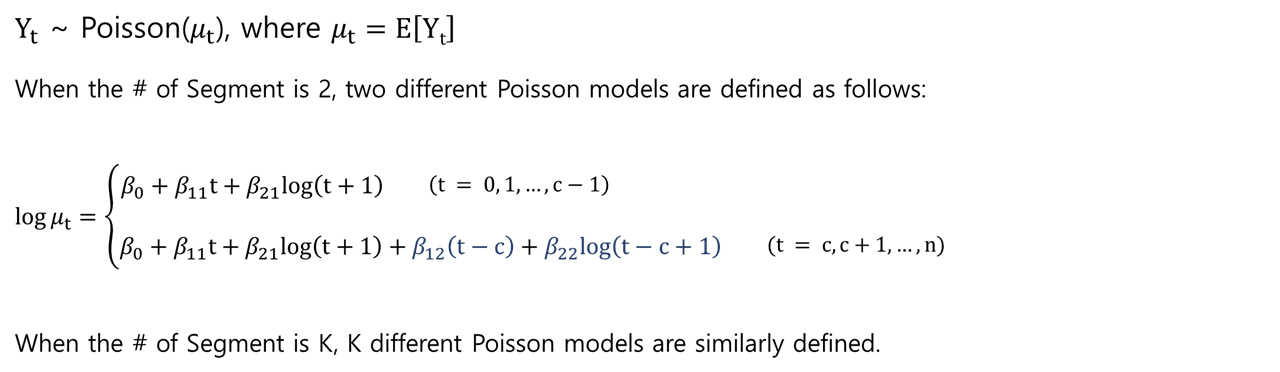 Yₜ ~ Poisson(μₜ), where μₜ = E[Yₜ]
When the # of Segment is 2, two different Poisson models are defined as follows:
log μₜ = { β₀ + β₁₁t + β₂₁log(t + 1) (t = 0, 1, …, c − 1)
β₀ + β₁₁t + β₂₁log(t + 1) + β₁₂(t − c) + β₂₂log(t − c + 1) (t = c, c + 1, …, n)
When the # of Segment is K, K different Poisson models are similarly defined.